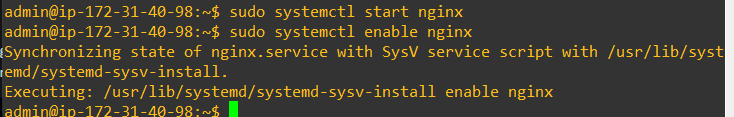 admin@ip-172-31-40-98:~$ sudo systemctl start nginx
admin@ip-172-31-40-98:~$ sudo systemctl enable nginx
Synchronizing state of nginx.service with SysV service script with /usr/lib/syst
emd/systemd-sysv-install.
Executing: /usr/lib/systemd/systemd-sysv-install enable nginx
admin@ip-172-31-40-98:~$